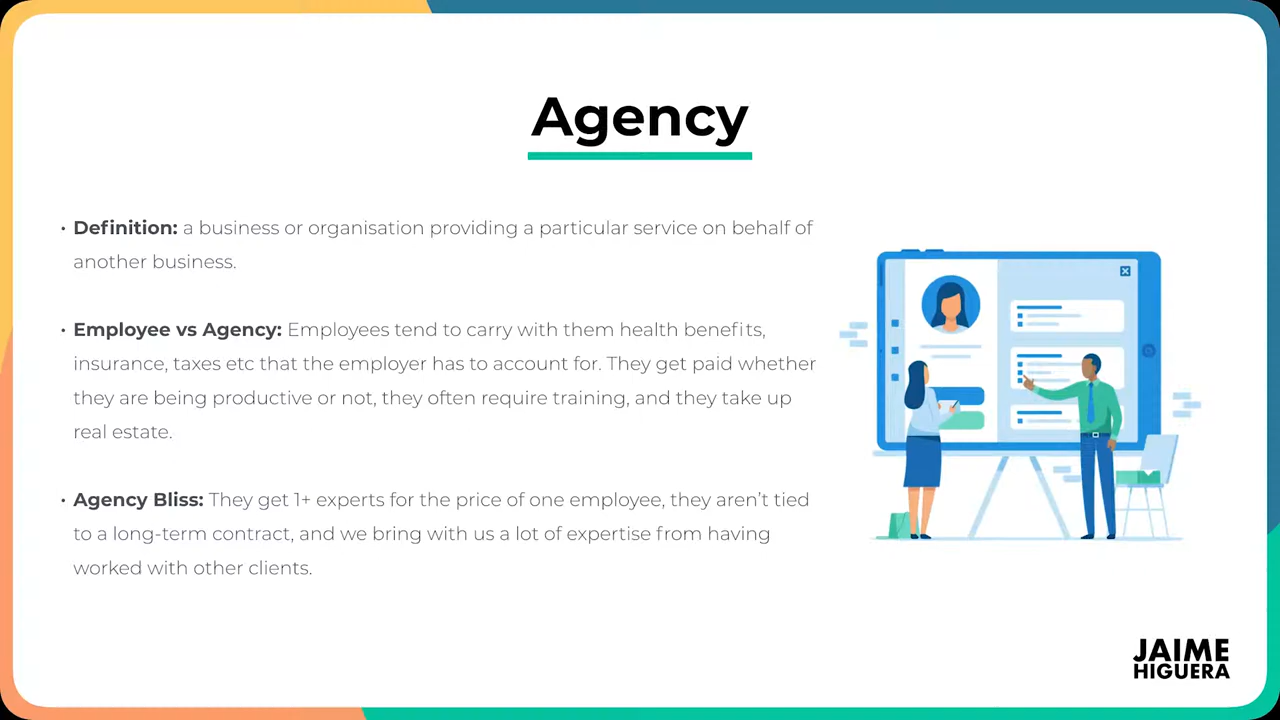 Agency
• Definition: a business or organisation providing a particular service on behalf of
another business.
• Employee vs Agency: Employees tend to carry with them health benefits,
insurance, taxes etc that the employer has to account for. They get paid whether
they are being productive or not, they often require training, and they take up
real estate.
• Agency Bliss: They get 1+ experts for the price of one employee, they aren't tied
to a long-term contract, and we bring with us a lot of expertise from having
worked with other clients.
JAIME
HIGUERA